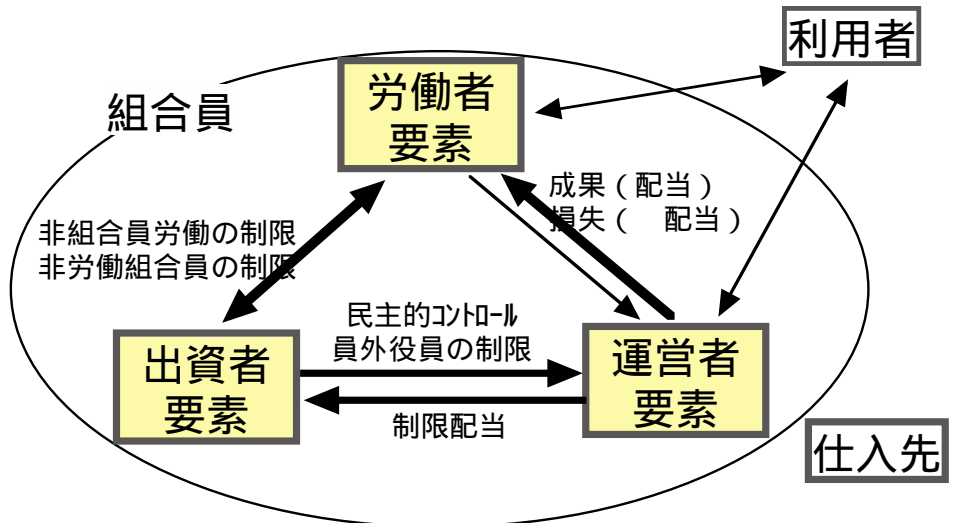 利用者
組合員
労働者
要素
成果（配当）
損失（　配当）
非組合員労働の制限
非労働組合員の制限
民主的ｺﾝﾄﾛｰﾙ
員外役員の制限
出資者
要素
運営者
要素
制限配当
仕入先